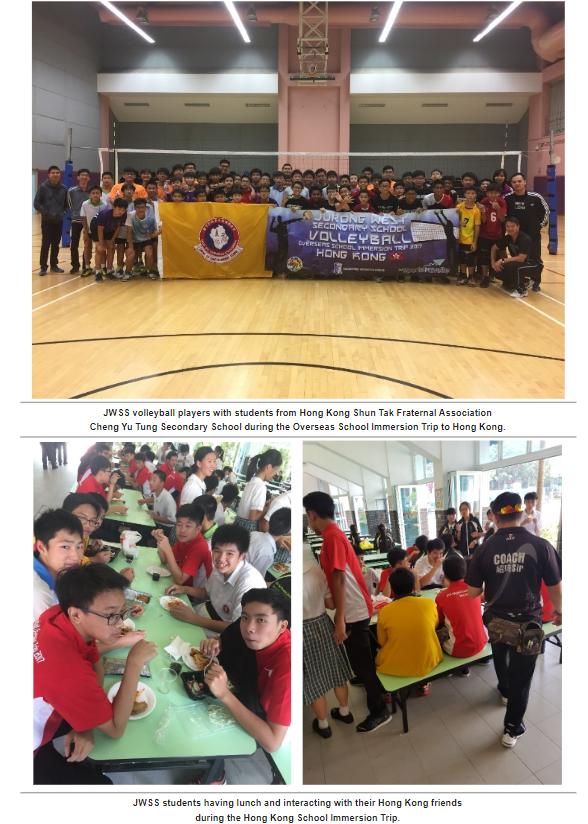 JURONG WEST
SECONDARY SCHOOL
VOLLEYBALL
OVERSEAS SCHOOL IMMERSION TRIP 2017
HONG KONG
JWSS volleyball players with students from Hong Kong Shun Tak Fraternal Association
Cheng Yu Tung Secondary School during the Overseas School Immersion Trip to Hong Kong.
COACH
JWSS students having lunch and interacting with their Hong Kong friends
during the Hong Kong School Immersion Trip.